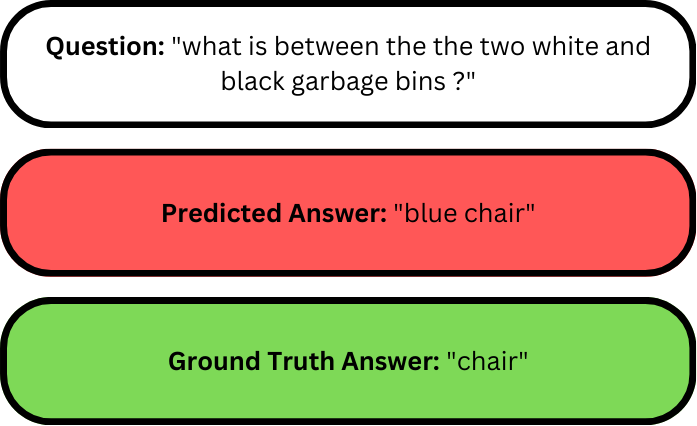 Question: "what is between the the two white and
black garbage bins ?"
Predicted Answer: "blue chair"
Ground Truth Answer: "chair"